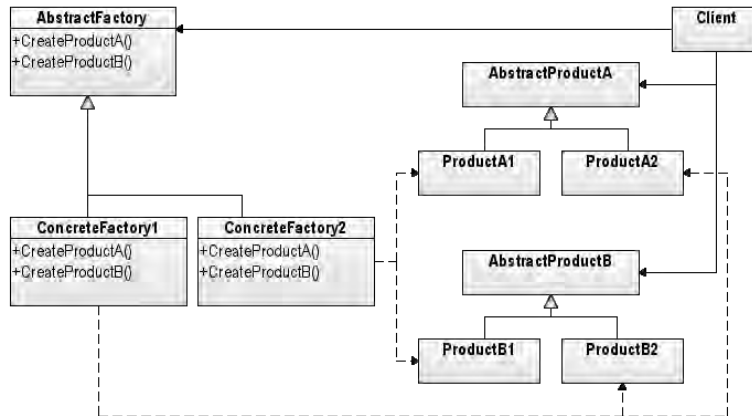 AbstractFactory
+CreateProductA()
+CreateProductB()
Client
AbstractProductA
ProductA1
ProductA2
ConcreteFactory1
+CreateProductA()
+CreateProductB()
ConcreteFactory2
+CreateProductA()
+CreateProductB()
AbstractProductB
ProductB1
ProductB2